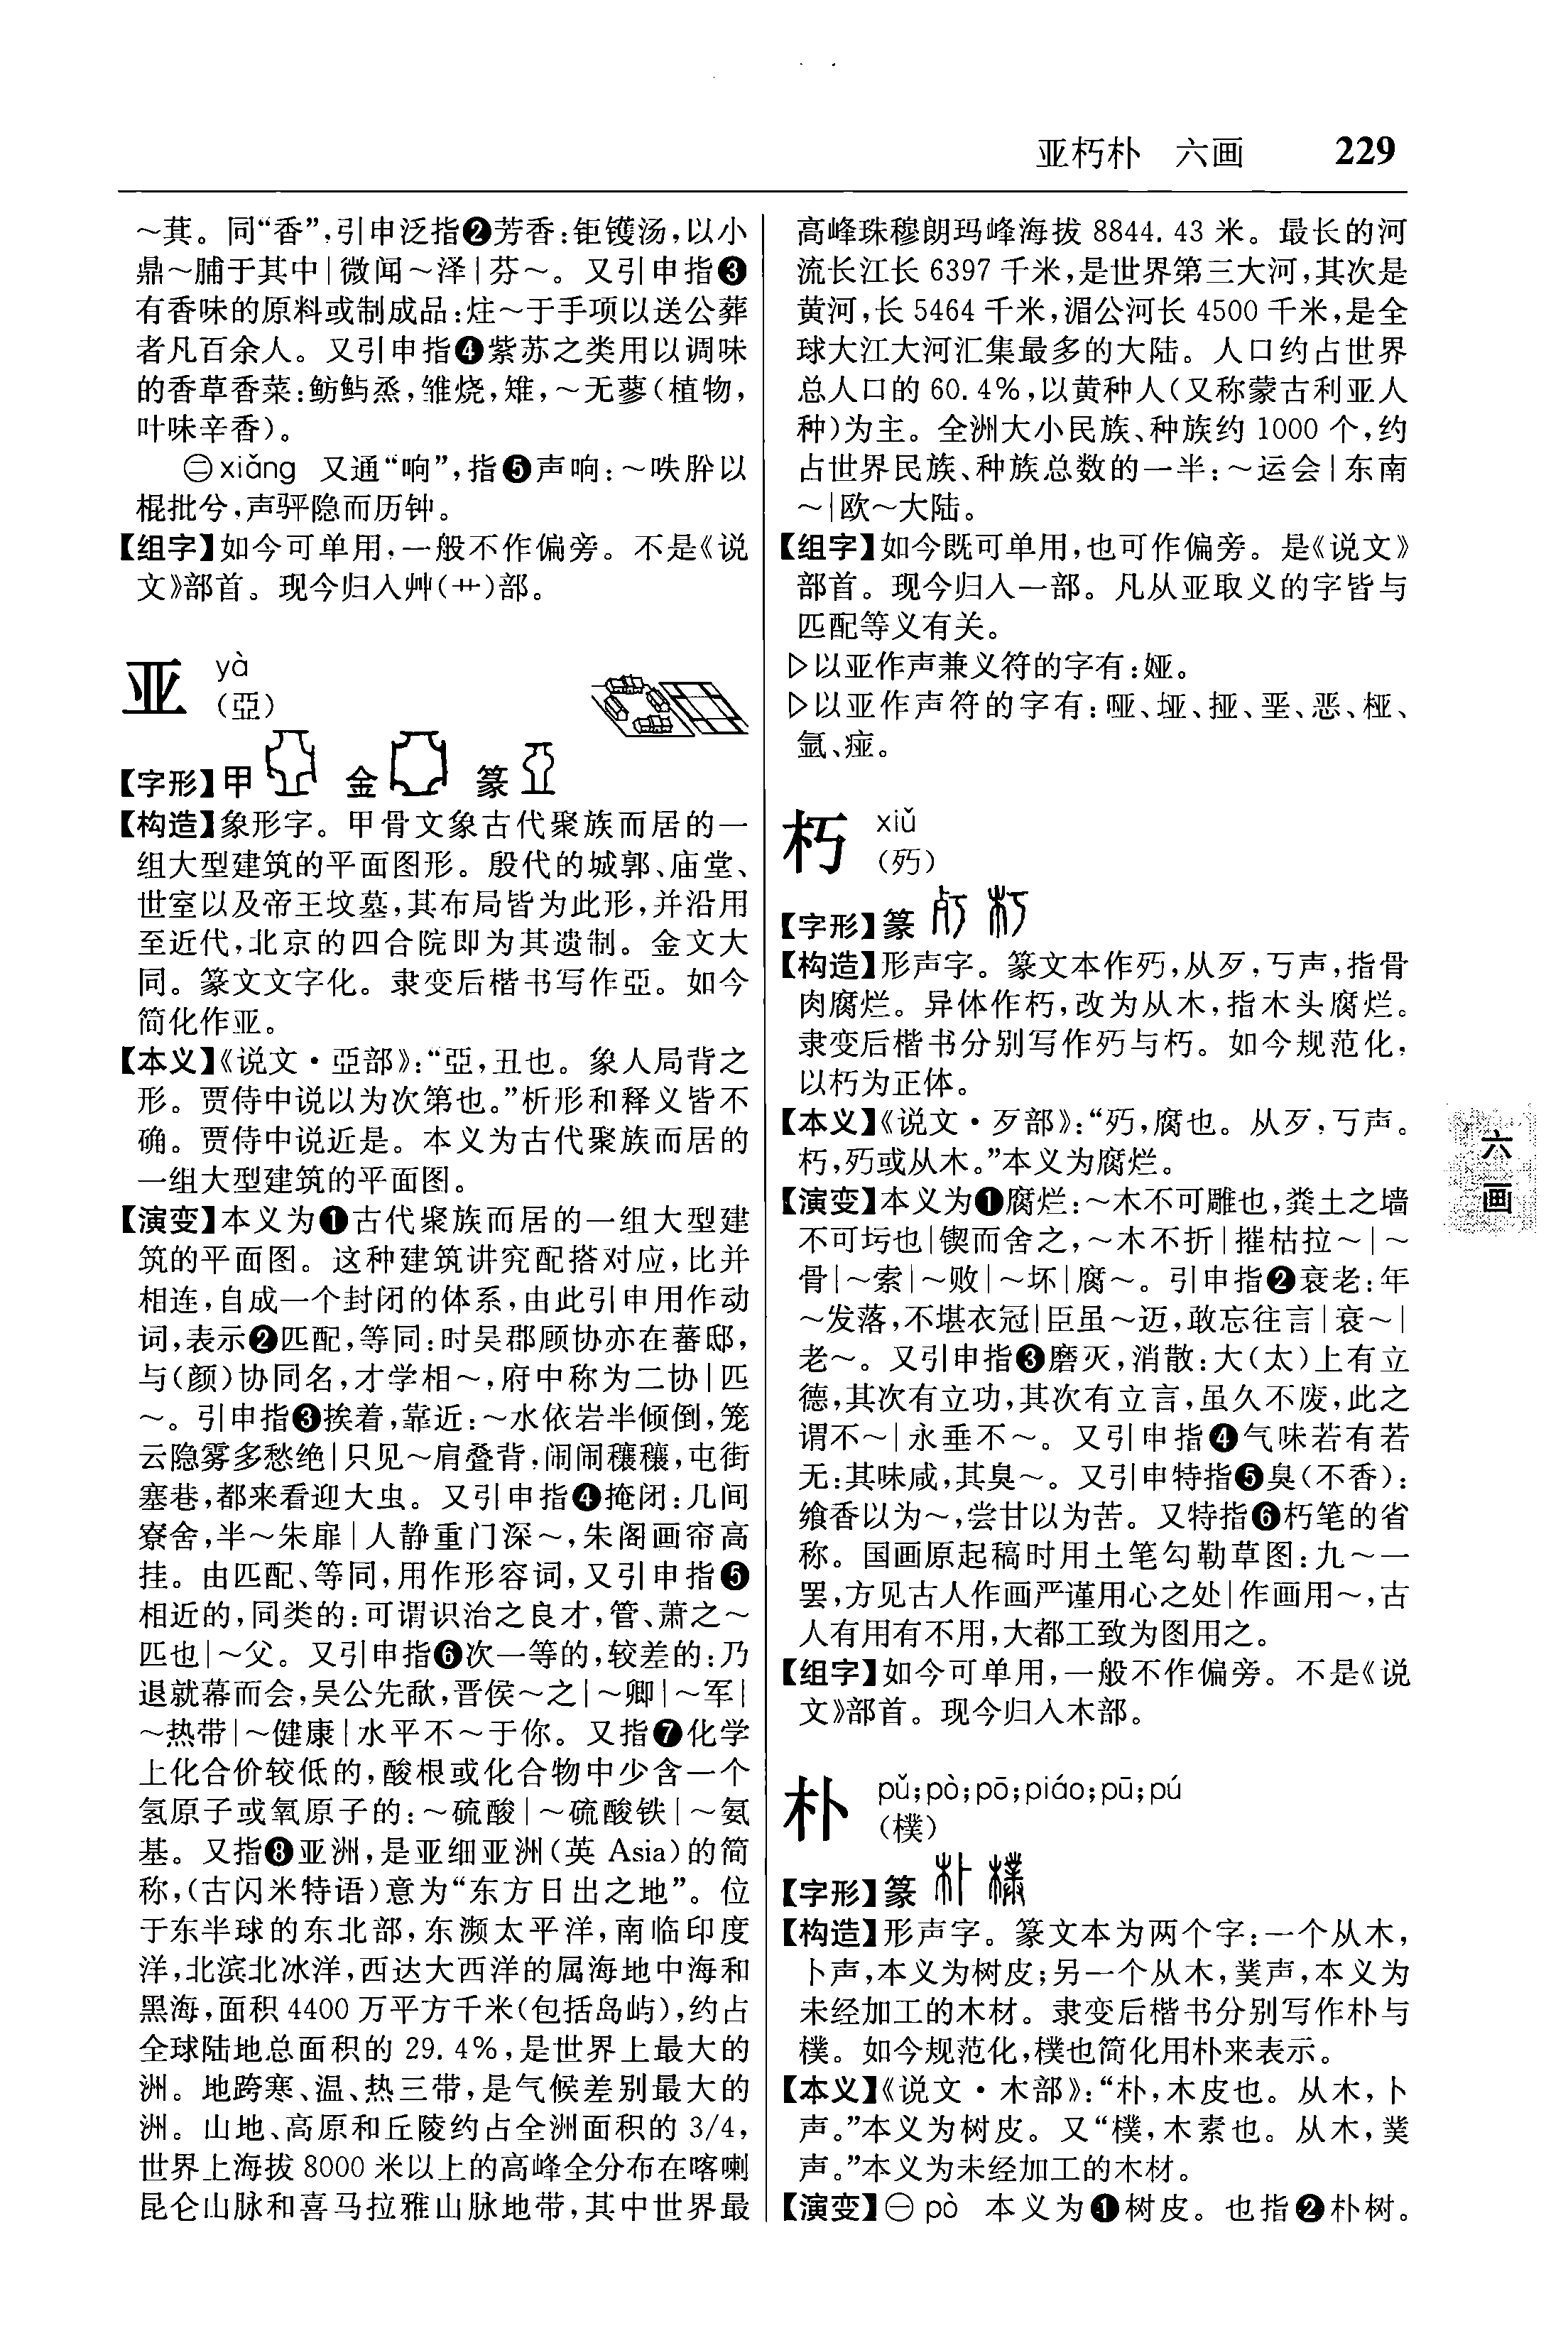 亚朽朴　六画　229
～萁。同“香”，引申泛指❷芳香：钜镬汤，以小
鼎～脯于其中|微闻～泽|芬～。又引申指❸
有香味的原料或制成品：炷～于手项以送公葬
者凡百余人。又引申指❹紫苏之类用以调味
的香草香菜：鲂鱮蒸，雏烧，雉，～无蓼（植物，
叶味辛香）。
㊁xiǎng　又通“响”，指❺声响：～呹肸以
棍批兮，声骍隐而历钟。
【组字】如今可单用，一般不作偏旁。不是《说
文》部首。现今归入艸（艹）部。
亚　yà
（亞）
【字形】甲　金　篆
【构造】象形字。甲骨文象古代聚族而居的一
组大型建筑的平面图形。殷代的城郭、庙堂、
世室以及帝王坟墓，其布局皆为此形，并沿用
至近代，北京的四合院即为其遗制。金文大
同。篆文文字化。隶变后楷书写作亞。如今
简化作亚。
【本义】《说文·亞部》：“亞，丑也。象人局背之
形。贾侍中说以为次第也。”析形和释义皆不
确。贾侍中说近是。本义为古代聚族而居的
一组大型建筑的平面图。
【演变】本义为❶古代聚族而居的一组大型建
筑的平面图。这种建筑讲究配搭对应，比并
相连，自成一个封闭的体系，由此引申用作动
词，表示❷匹配，等同：时吴郡顾协亦在蕃邸，
与（颜）协同名，才学相～，府中称为二协|匹
～。引申指❸挨着，靠近：～水依岩半倾倒，笼
云隐雾多愁绝|只见～肩叠背，闹闹穰穰，屯街
塞巷，都来看迎大虫。又引申指❹掩闭：几间
寮舍，半～朱扉|人静重门深～，朱阁画帘高
挂。由匹配、等同，用作形容词，又引申指❺
相近的，同类的：可谓识治之良才，管、萧之～
匹也|～父。又引申指❻次一等的，较差的：乃
退就幕而会，吴公先歃，晋侯～之|～卿|～军|
～热带|～健康|水平不～于你。又指❼化学
上化合价较低的，酸根或化合物中少含一个
氢原子或氧原子的：～硫酸|～硫酸铁|～氨
基。又指❽亚洲，是亚细亚洲（英 Asia）的简
称，（古闪米特语）意为“东方日出之地”。位
于东半球的东北部，东濒太平洋，南临印度
洋，北滨北冰洋，西达大西洋的属海地中海和
黑海，面积 4400 万平方千米（包括岛屿），约占
全球陆地总面积的 29.4%，是世界上最大的
洲。地跨寒、温、热三带，是气候差别最大的
洲。山地、高原和丘陵约占全洲面积的 3/4，
世界上海拔 8000 米以上的高峰全分布在喀喇
昆仑山脉和喜马拉雅山脉地带，其中世界最
高峰珠穆朗玛峰海拔 8844.43 米。最长的河
流长江长 6397 千米，是世界第三大河，其次是
黄河，长 5464 千米，湄公河长 4500 千米，是全
球大江大河汇集最多的大陆。人口约占世界
总人口的 60.4%，以黄种人（又称蒙古利亚人
种）为主。全洲大小民族、种族约 1000 个，约
占世界民族、种族总数的一半：～运会|东南
～|欧～大陆。
【组字】如今既可单用，也可作偏旁。是《说文》
部首。现今归入一部。凡从亚取义的字皆与
匹配等义有关。
▷以亚作声兼义符的字有：娅。
▷以亚作声符的字有：哑、垭、挜、垩、恶、桠、
氩、痖。
朽　xiǔ
（㱙）
【字形】篆
【构造】形声字。篆文本作㱙，从歹，丂声，指骨
肉腐烂。异体作朽，改为从木，指木头腐烂。
隶变后楷书分别写作㱙与朽。如今规范化，
以朽为正体。
【本义】《说文·歹部》：“㱙，腐也。从歹，丂声。
朽，㱙或从木。”本义为腐烂。
【演变】本义为❶腐烂：～木不可雕也，粪土之墙
不可圬也|锲而舍之，～木不折|摧枯拉～|～
骨|～索|～败|～坏|腐～。引申指❷衰老：年
～发落，不堪衣冠|臣虽～迈，敢忘往言|衰～|
老～。又引申指❸磨灭，消散：大（太）上有立
德，其次有立功，其次有立言，虽久不废，此之
谓不～|永垂不～。又引申指❹气味若有若
无：其味咸，其臭～。又引申特指❺臭（不香）：
飨香以为～，尝甘以为苦。又特指❻朽笔的省
称。国画原起稿时用土笔勾勒草图：九～一
罢，方见古人作画严谨用心之处|作画用～，古
人有用有不用，大都工致为图用之。
【组字】如今可单用，一般不作偏旁。不是《说
文》部首。现今归入木部。
朴　pǔ；pò；pō；piáo；pū；pú
（樸）
【字形】篆
【构造】形声字。篆文本为两个字：一个从木，
卜声，本义为树皮；另一个从木，菐声，本义为
未经加工的木材。隶变后楷书分别写作朴与
樸。如今规范化，樸也简化用朴来表示。
【本义】《说文·木部》：“朴，木皮也。从木，卜
声。”本义为树皮。又“樸，木素也。从木，菐
声。”本义为未经加工的木材。
【演变】㊀ pò　本义为❶树皮。也指❷朴树。
六画